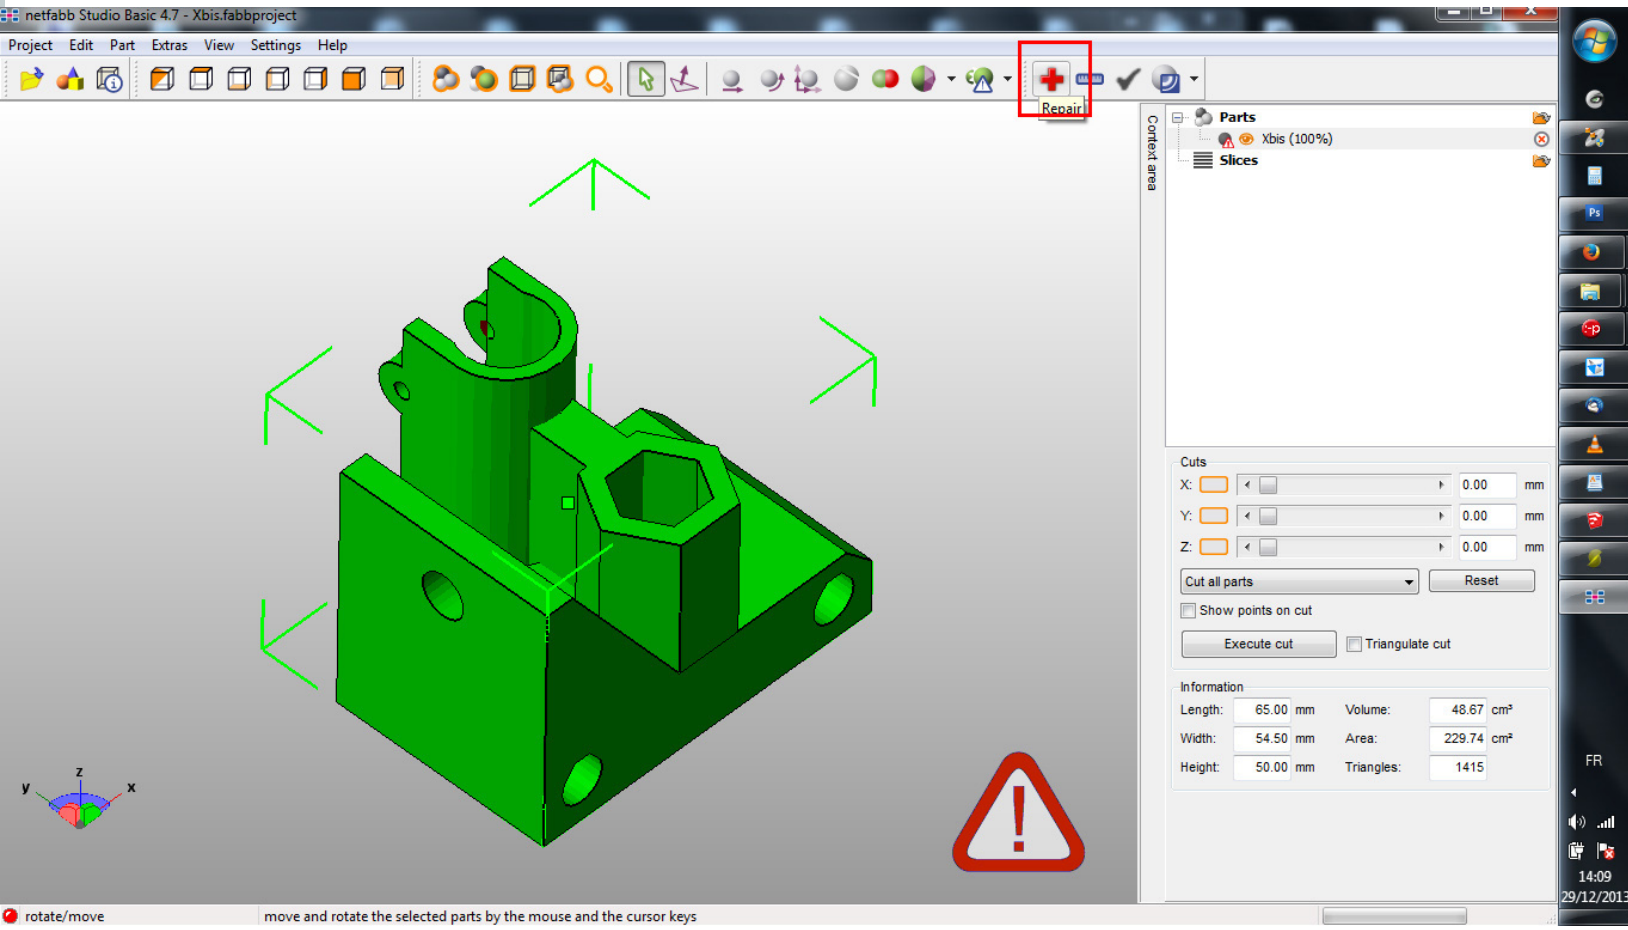 netfabb Studio Basic 4.7 - Xbis.fabbproject
Project Edit Part Extras View Settings Help
Repair
Context area
Parts
Xbis (100%)
Slices
Ps
Cuts
X: 0.00 mm
Y: 0.00 mm
Z: 0.00 mm
Cut all parts Reset
Show points on cut
Execute cut Triangulate cut
Information
Length: 65.00 mm Volume: 48.67 cm³
Width: 54.50 mm Area: 229.74 cm²
Height: 50.00 mm Triangles: 1415
z
y x
FR
14:09
29/12/2013
rotate/move move and rotate the selected parts by the mouse and the cursor keys